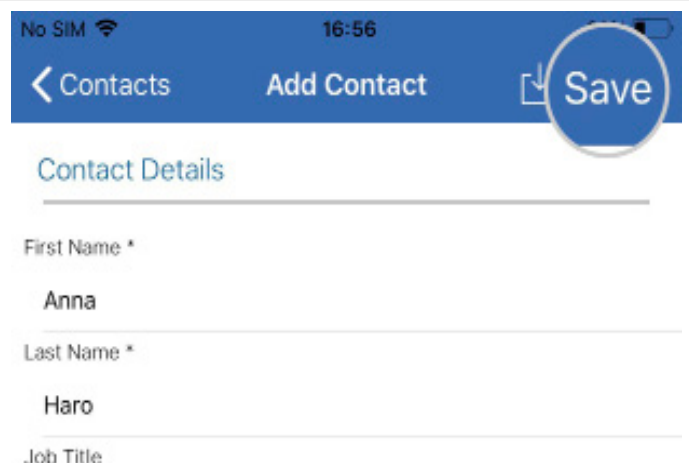 No SIM 16:56
Contacts Add Contact Save
Contact Details
First Name *
Anna
Last Name *
Haro
Job Title